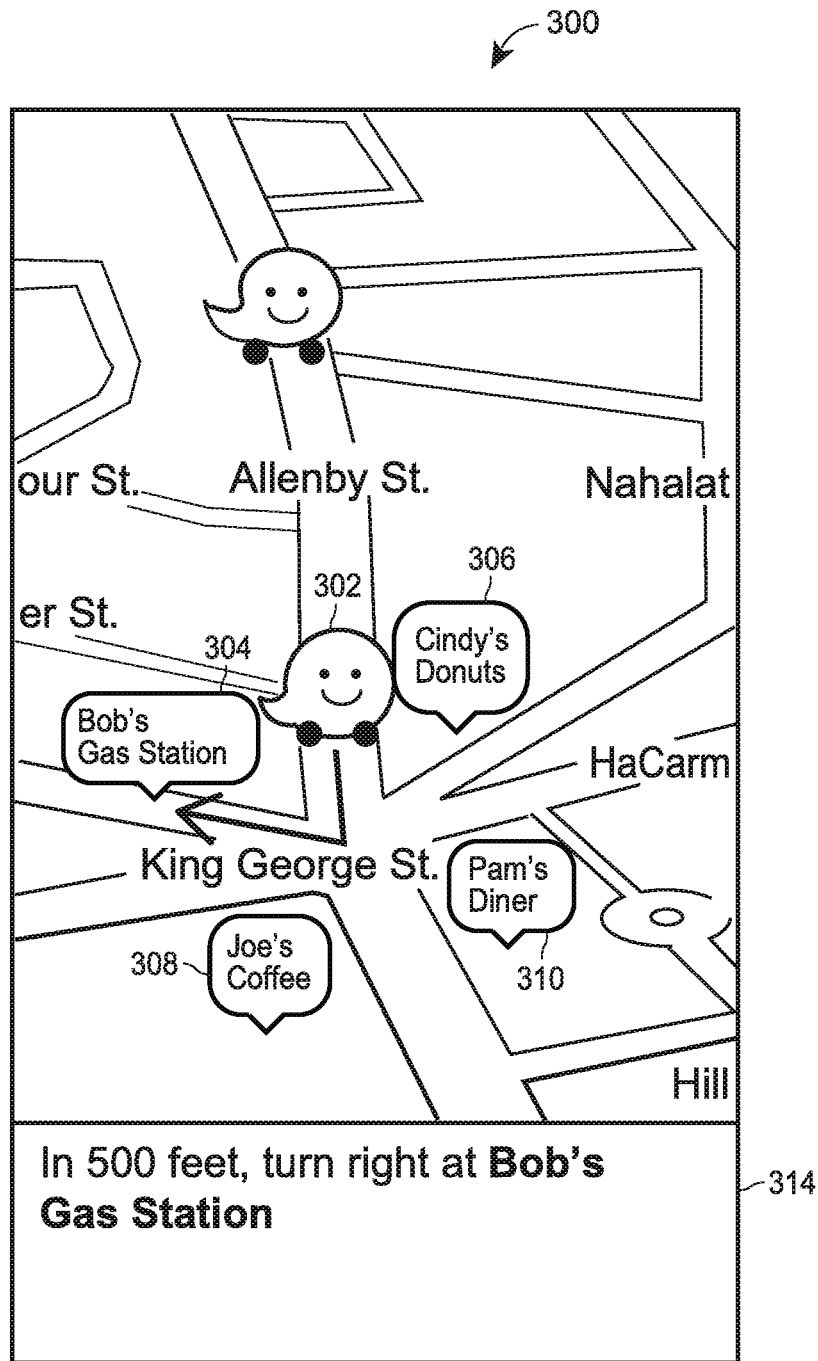 300
our St.
Allenby St.
Nahalat
306
302
er St.
304
Cindy's
Donuts
Bob's
Gas Station
HaCarm
King George St.
Pam's
Diner
308
Joe's
Coffee
310
Hill
In 500 feet, turn right at Bob's
Gas Station
314